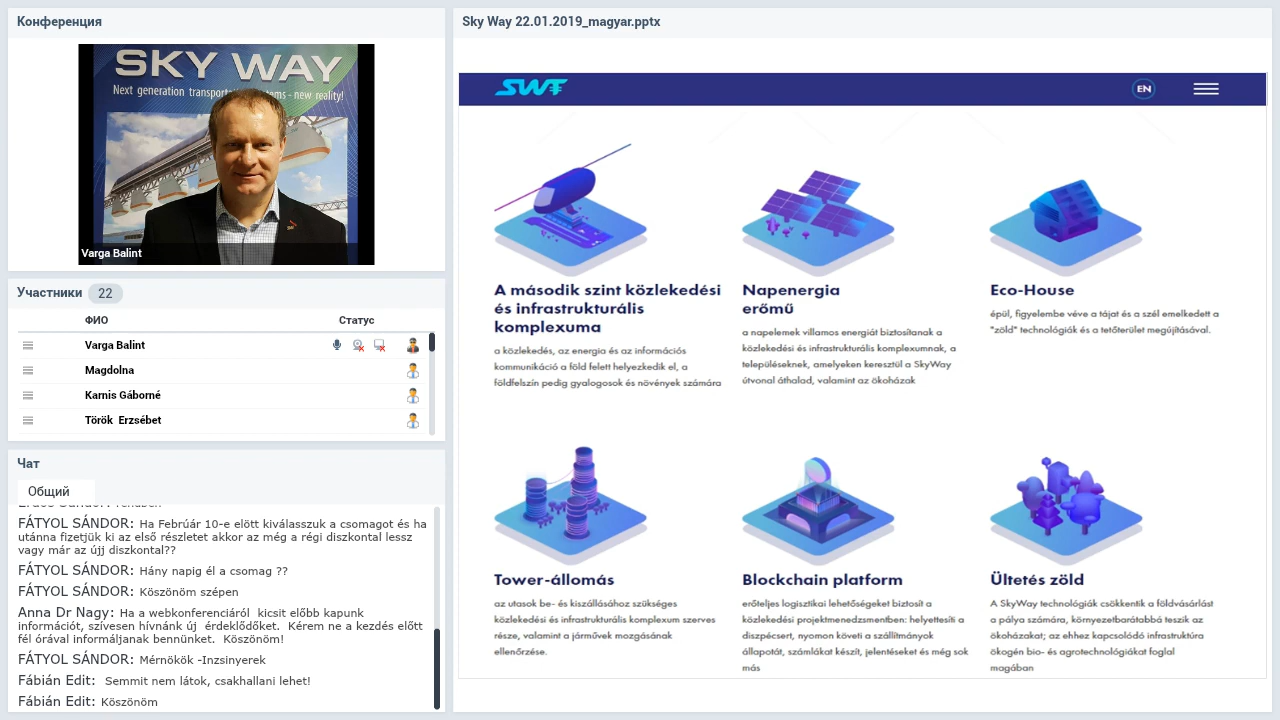 Конференция
SKY WAY
Next generation
- new reality!
Varga Balint
Участники 22
ФИО Статус
Varga Balint
Magdolna
Karnis Gáborné
Török Erzsébet
Чат
Общий
FÁTYOL SÁNDOR: Ha Február 10-e elött kiválasszuk a csomagot és ha
utánna fizetjük ki az első részletet akkor az még a régi diszkontal lessz
vagy már az újj diszkontal??
FÁTYOL SÁNDOR: Hány napig él a csomag ??
FÁTYOL SÁNDOR: Köszönöm szépen
Anna Dr Nagy: Ha a webkonferenciáról kicsit előbb kapunk
információt, szívesen hívnánk új érdeklődőket. Kérem ne a kezdés előtt
fél órával informáljanak bennünket. Köszönöm!
FÁTYOL SÁNDOR: Mérnökök -Inzsinyerek
Fábián Edit: Semmit nem látok, csakhallani lehet!
Fábián Edit: Köszönöm
Sky Way 22.01.2019_magyar.pptx
SWT
EN
A második szint közlekedési
és infrastrukturális
komplexuma
a közlekedés, az energia és az információs
kommunikáció a föld felett helyezkedik el, a
földfelszín pedig gyalogosok és növények számára
Napenergia
erőmű
a napelemek villamos energiát biztosítanak a
közlekedési és infrastrukturális komplexumnak, a
településeknek, amelyeken keresztül a SkyWay
útvonal áthalad, valamint az ökoházak
Eco-House
épül, figyelembe véve a tájat és a szél emelkedett a
"zöld" technológiák és a tetőterület megújításával.
Tower-állomás
az utasok be- és kiszállásához szükséges
közlekedési és infrastrukturális komplexum szerves
része, valamint a járművek mozgásának
ellenőrzése.
Blockchain platform
erőteljes logisztikai lehetőségeket biztosít a
közlekedési projektmenedzsmentben: helyettesíti a
diszpécsert, nyomon követi a szállítmányok
állapotát, számlákat készít, jelentéseket és még sok
más
Ültetés zöld
A SkyWay technológiák csökkentik a földvásárlást
a pálya számára, környezetbarátabbá teszik az
ökoházakat; az ehhez kapcsolódó infrastruktúra
ökogén bio- és agrotechnológiákat foglal
magában